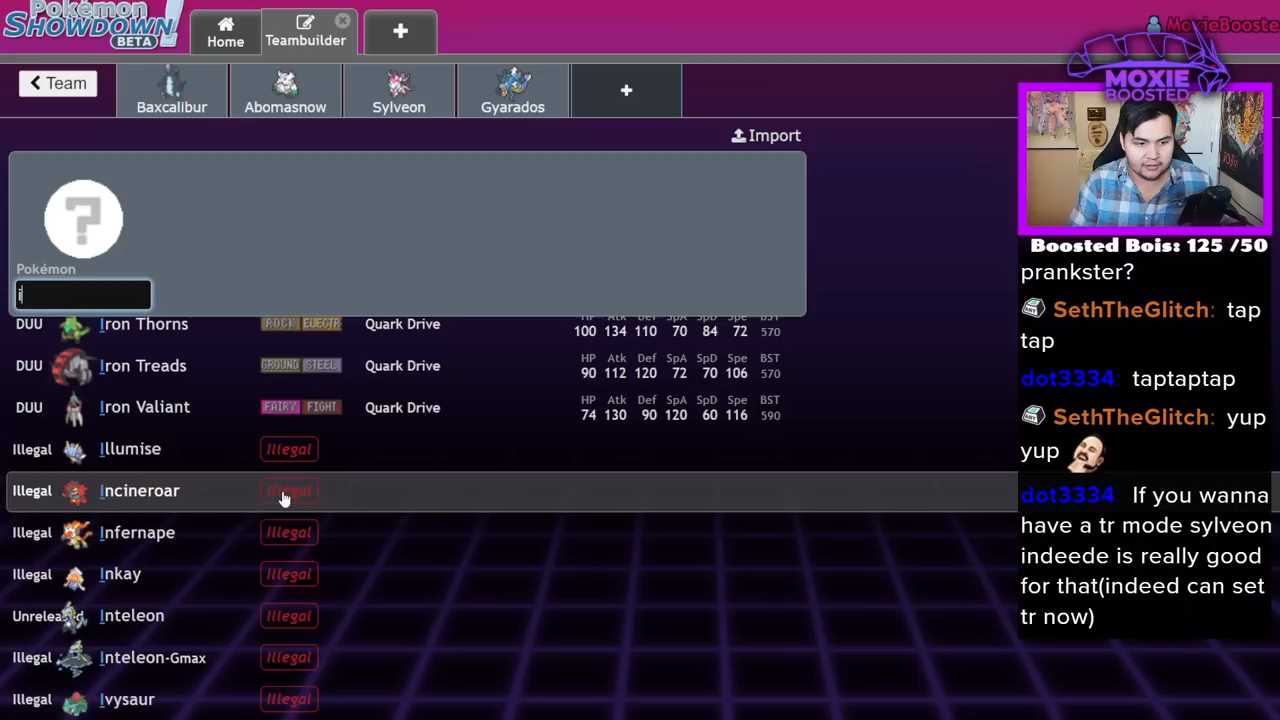 Pokémon
SHOWDOWN!
BETA
Home
Teambuilder
+
MoxieBooste
MOXIE
BOOSTED
Team
Baxcalibur
Abomasnow
Sylveon
Gyarados
+
Import
?
Pokémon
i
DUU Iron Thorns ROCK ELECTR Quark Drive HP 100 Atk 134 Def 110 SpA 70 SpD 84 Spe 72 BST 570
DUU Iron Treads GROUND STEEL Quark Drive HP 90 Atk 112 Def 120 SpA 72 SpD 70 Spe 106 BST 570
DUU Iron Valiant FAIRY FIGHT Quark Drive HP 74 Atk 130 Def 90 SpA 120 SpD 60 Spe 116 BST 590
Illegal Illumise Illegal
Illegal Incineroar Illegal
Illegal Infernape Illegal
Illegal Inkay Illegal
Inteleon Illegal
Illegal Inteleon-Gmax Illegal
Illegal Ivysaur Illegal
Boosted Bois: 125 /50
prankster?
SethTheGlitch: tap
tap
dot3334: taptaptap
SethTheGlitch: yup
yup
dot3334: If you wanna
have a tr mode sylveon
indeede is really good
for that(indeed can set
tr now)